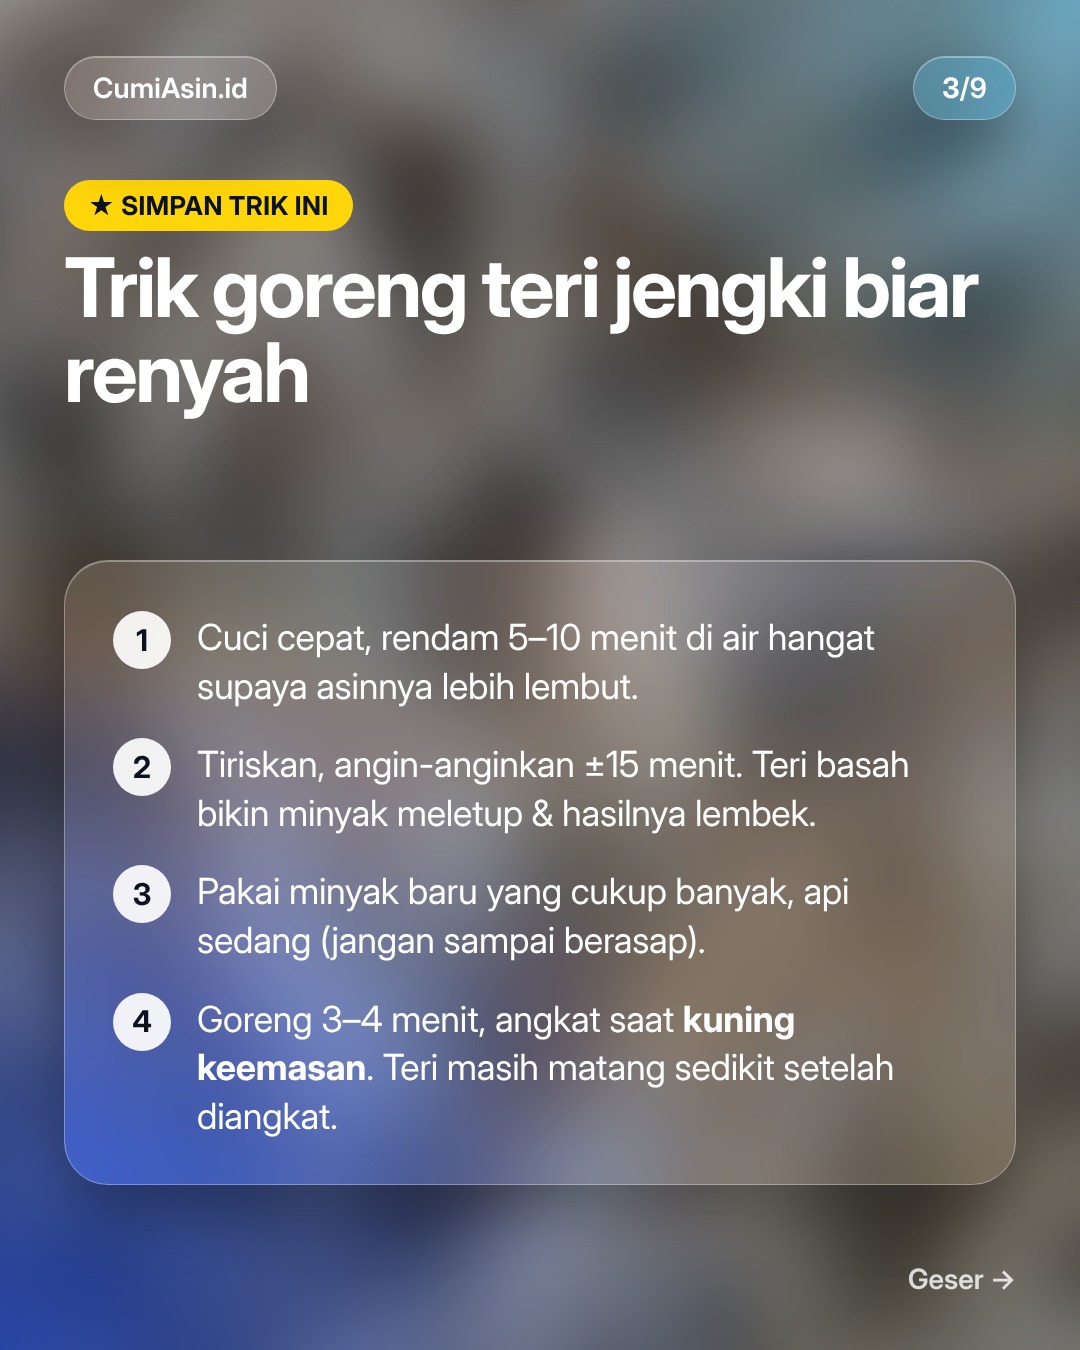 CumiAsin.id
3/9
★ SIMPAN TRIK INI
Trik goreng teri jengki biar
renyah
1 Cuci cepat, rendam 5–10 menit di air hangat
supaya asinnya lebih lembut.
2 Tiriskan, angin-anginkan ±15 menit. Teri basah
bikin minyak meletup & hasilnya lembek.
3 Pakai minyak baru yang cukup banyak, api
sedang (jangan sampai berasap).
4 Goreng 3–4 menit, angkat saat kuning
keemasan. Teri masih matang sedikit setelah
diangkat.
Geser →